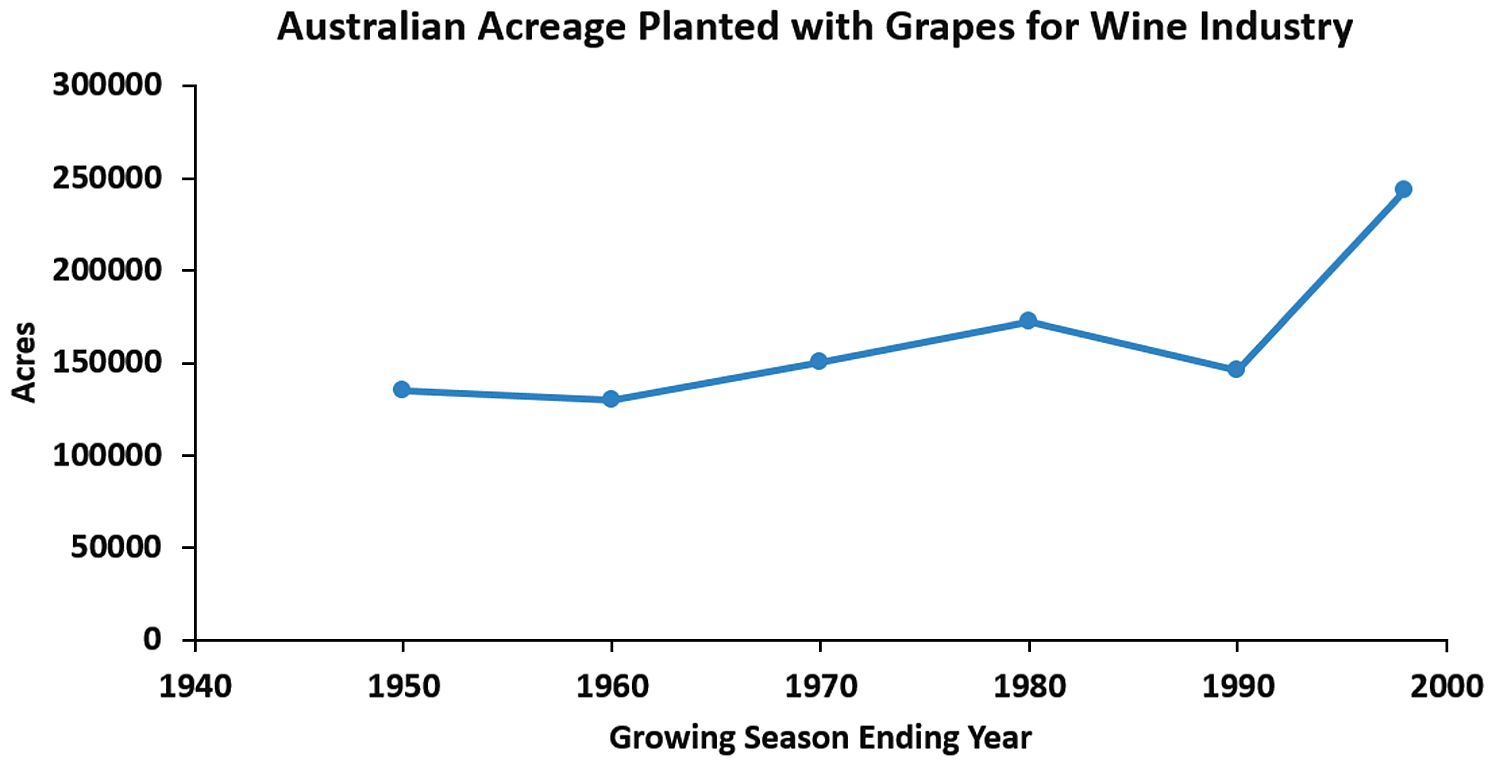 Australian Acreage Planted with Grapes for Wine Industry
300000
250000
200000
150000
100000
50000
0
Acres
1940 1950 1960 1970 1980 1990 2000
Growing Season Ending Year